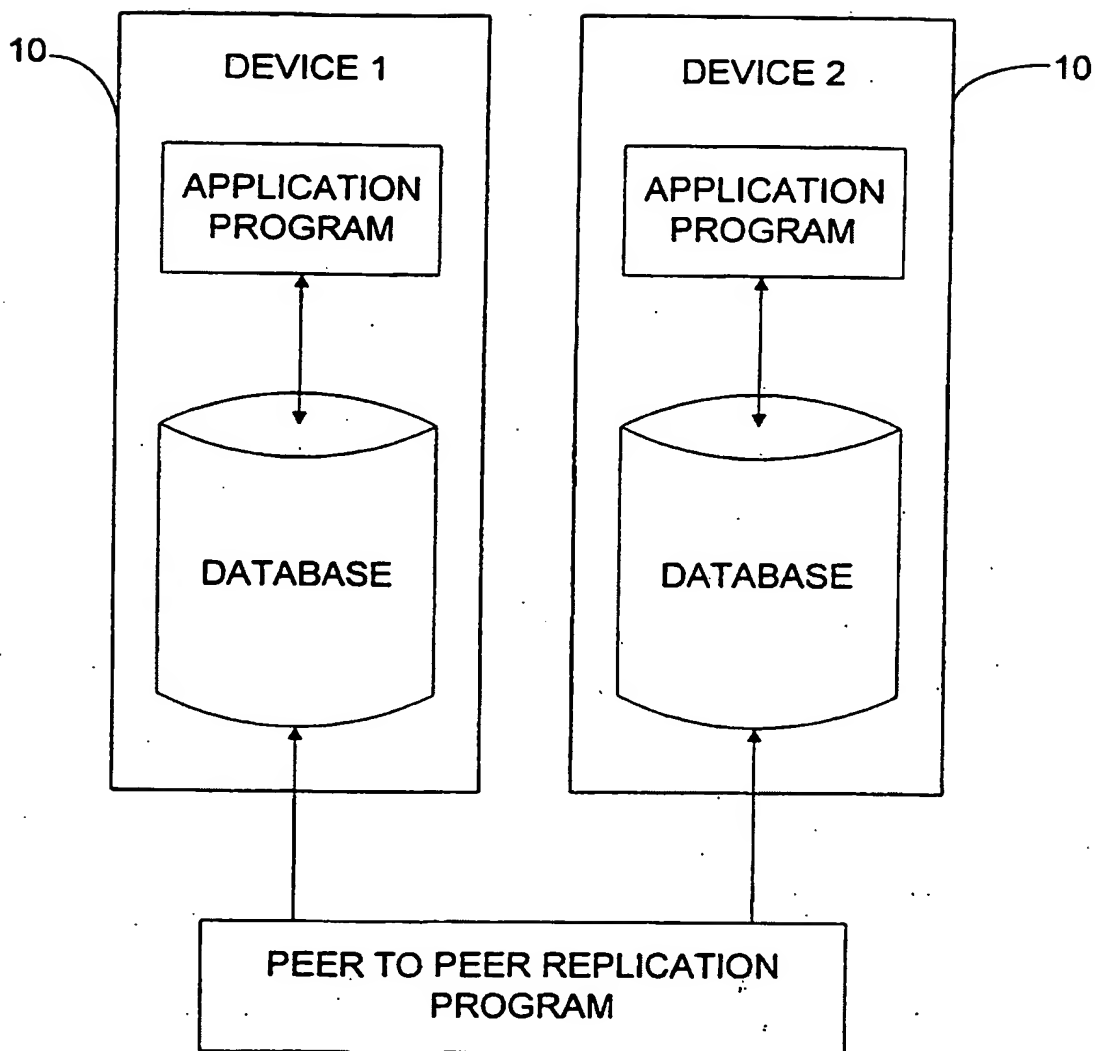 10
DEVICE 1
DEVICE 2
10
APPLICATION
PROGRAM
APPLICATION
PROGRAM
DATABASE
DATABASE
PEER TO PEER REPLICATION
PROGRAM